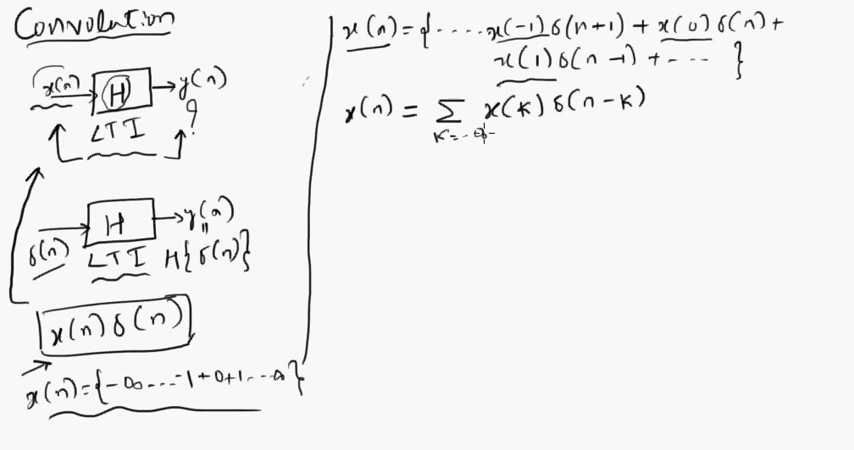 Convolution
x(n) H y(n)
LTI ?
δ(n) H y(n)
LTI H{δ(n)}
x(n)δ(n)
x(n)={-∞...-1+0+1...∞}
x(n)={.....x(-1)δ(n+1)+x(0)δ(n)+
x(1)δ(n-1)+--- }
x(n) = Σ x(k)δ(n-k)
k=-∞